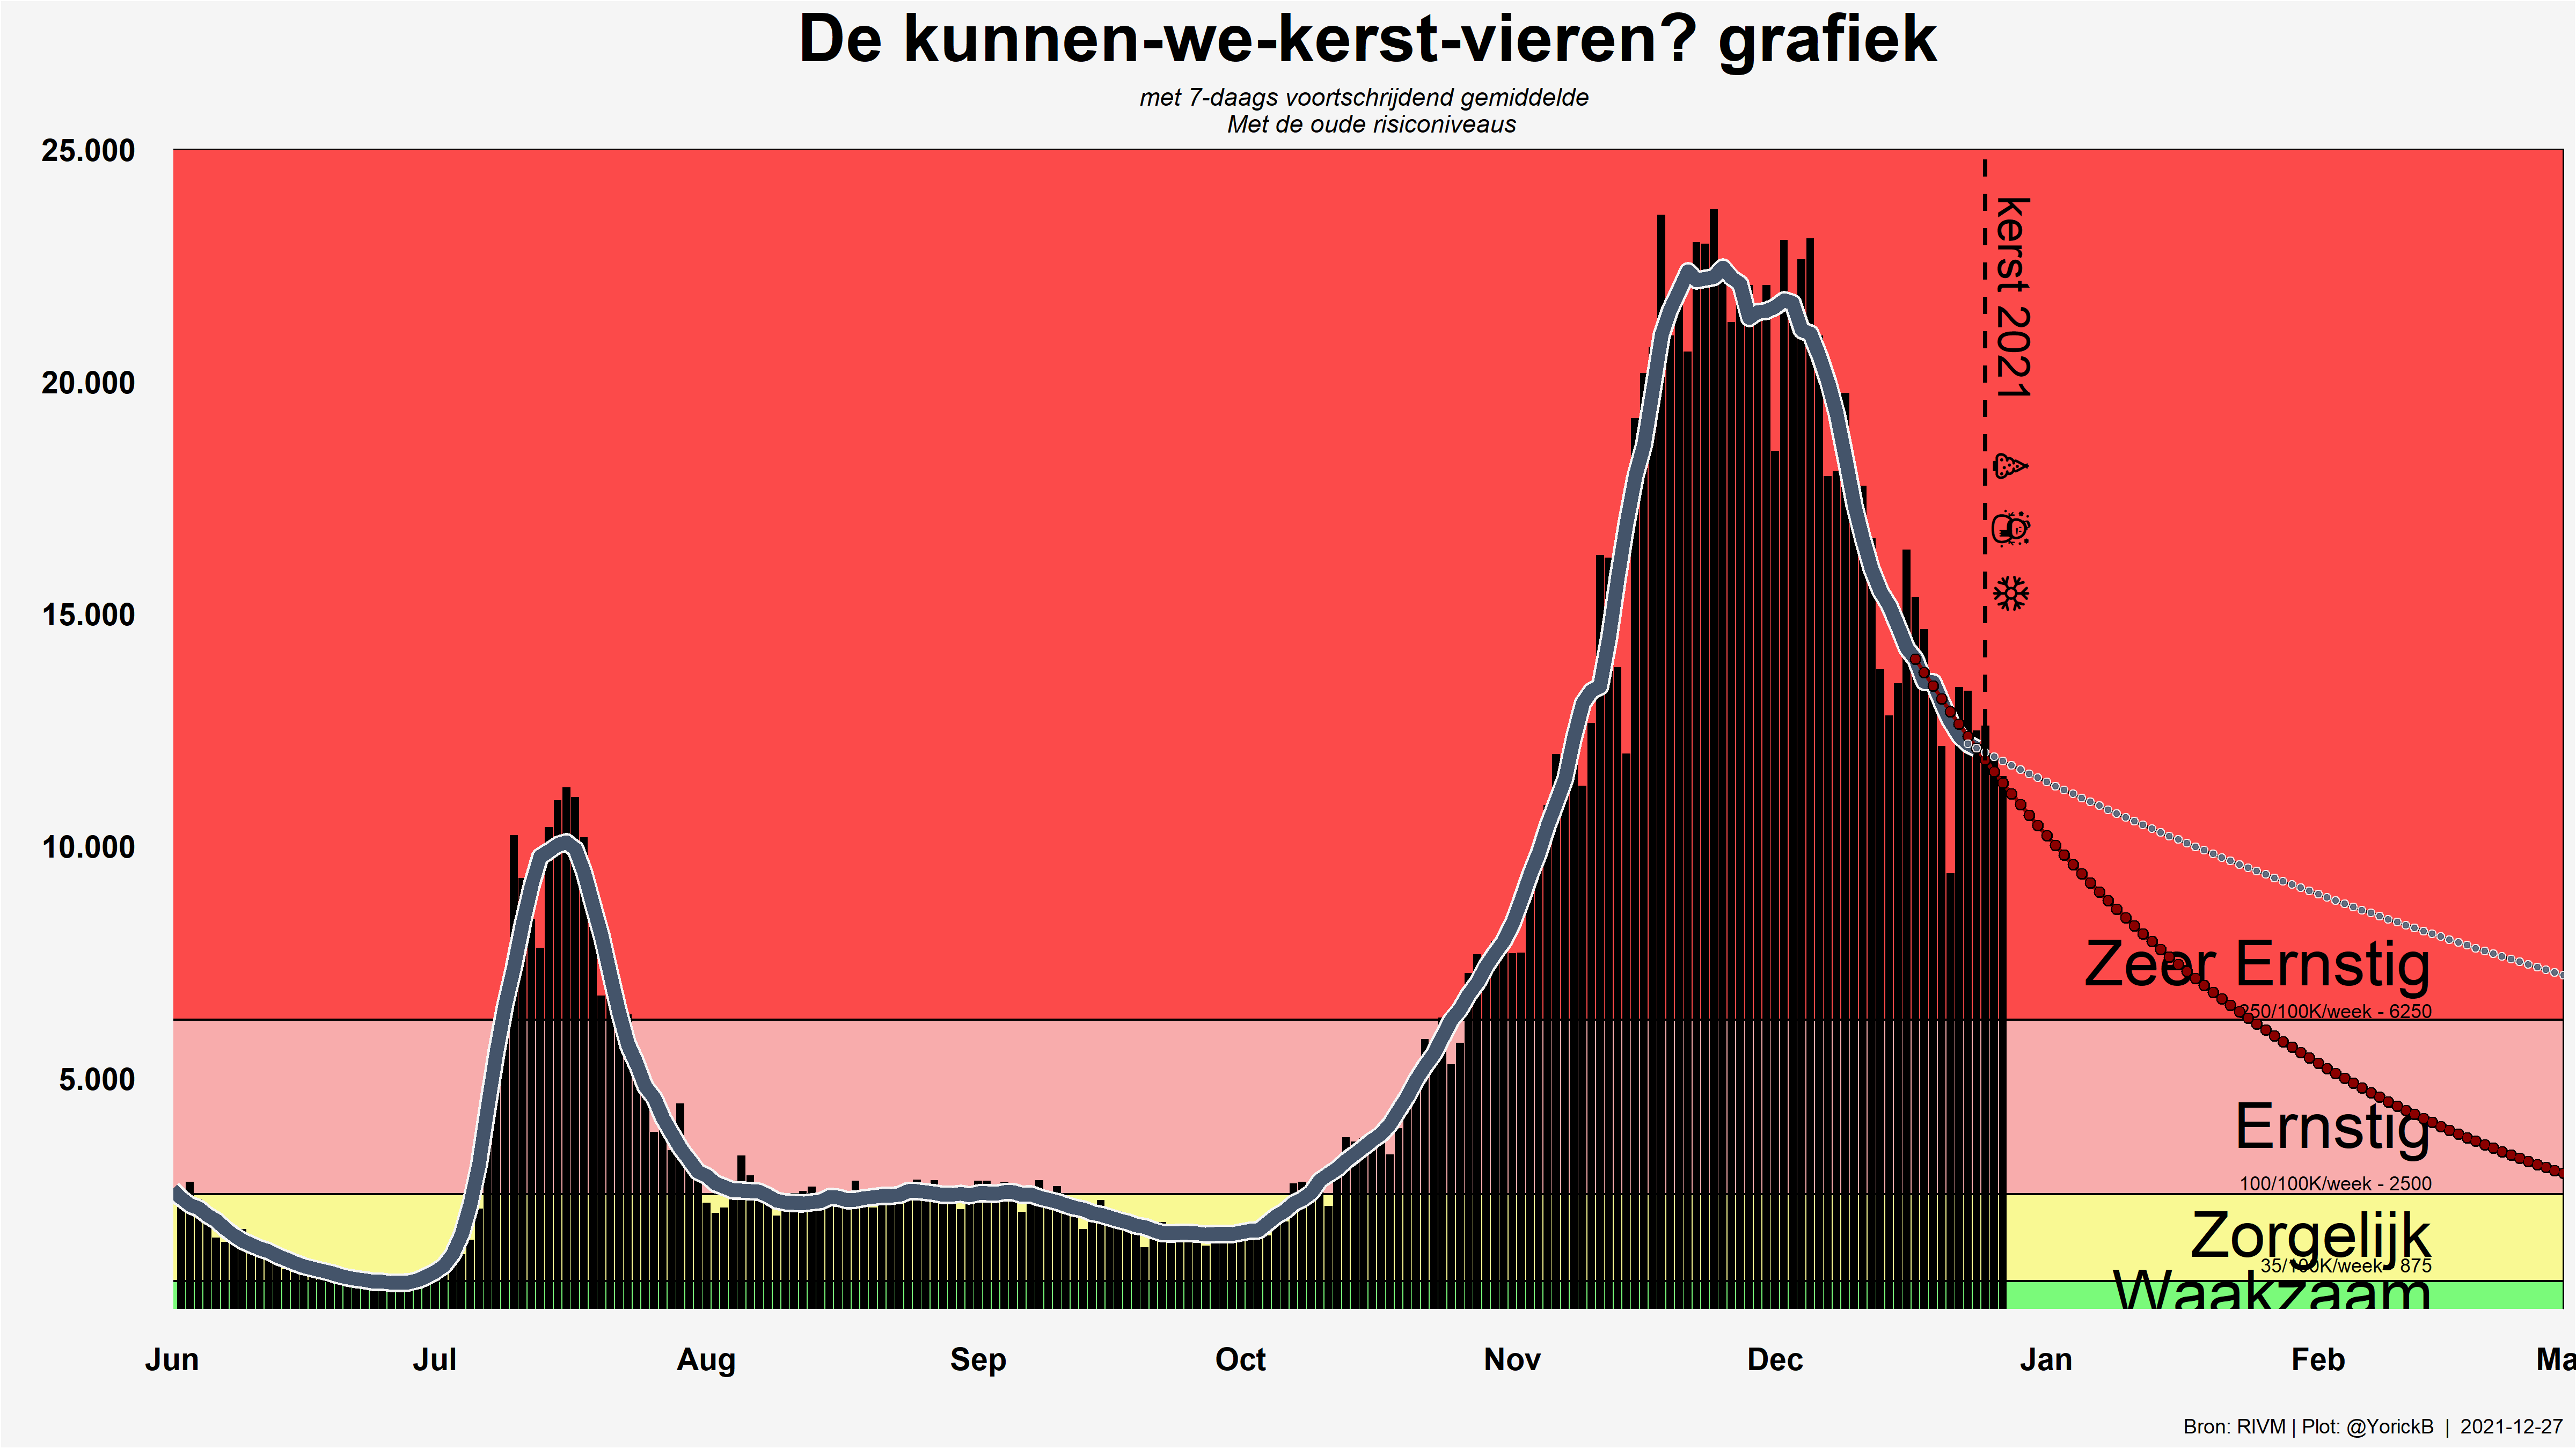 De kunnen-we-kerst-vieren? grafiek
met 7-daags voortschrijdend gemiddelde
Met de oude risiconiveaus
25.000
20.000
15.000
10.000
5.000
kerst 2021
Zeer Ernstig
250/100K/week - 6250
Ernstig
100/100K/week - 2500
Zorgelijk
35/100K/week - 875
Waakzaam
Jun Jul Aug Sep Oct Nov Dec Jan Feb Ma
Bron: RIVM | Plot: @YorickB | 2021-12-27